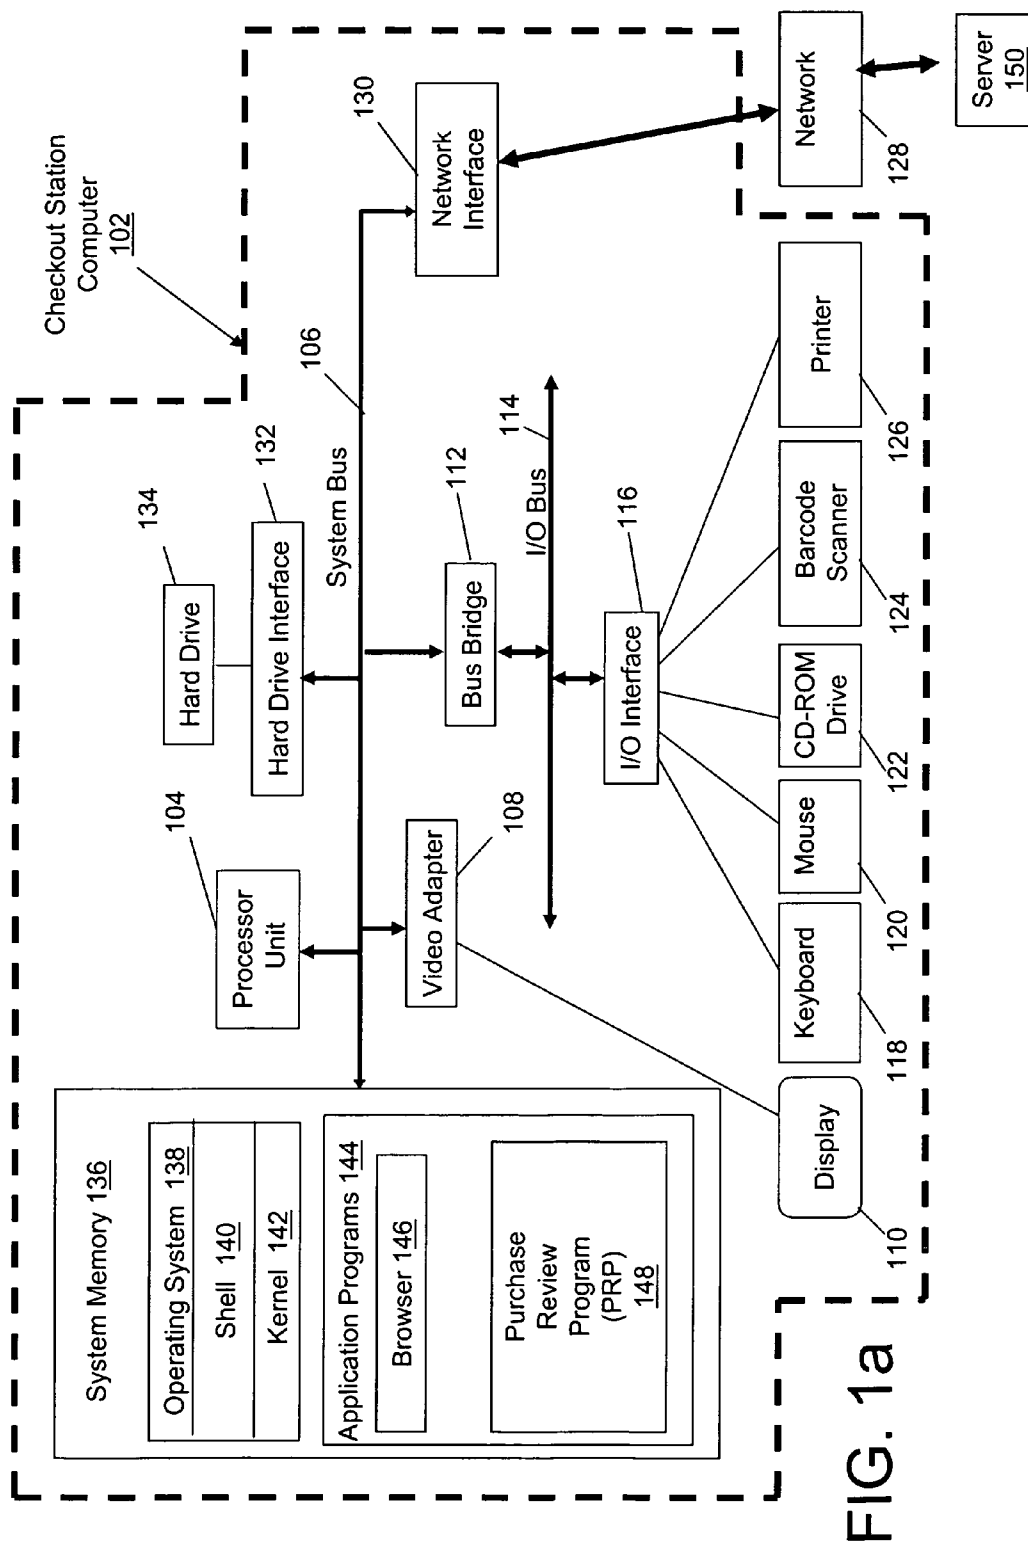 Checkout Station
Computer
102
System Memory 136
Operating System 138
Shell 140
Kernel 142
Application Programs 144
Browser 146
Purchase
Review
Program
(PRP)
148
104
Processor
Unit
134
Hard Drive
132
Hard Drive Interface
System Bus
106
130
Network
Interface
Video Adapter
108
Bus Bridge
112
I/O Bus
114
I/O Interface
116
Display
110
Keyboard
118
Mouse
120
CD-ROM
Drive
122
Barcode
Scanner
124
Printer
126
Network
128
Server
150
FIG. 1a